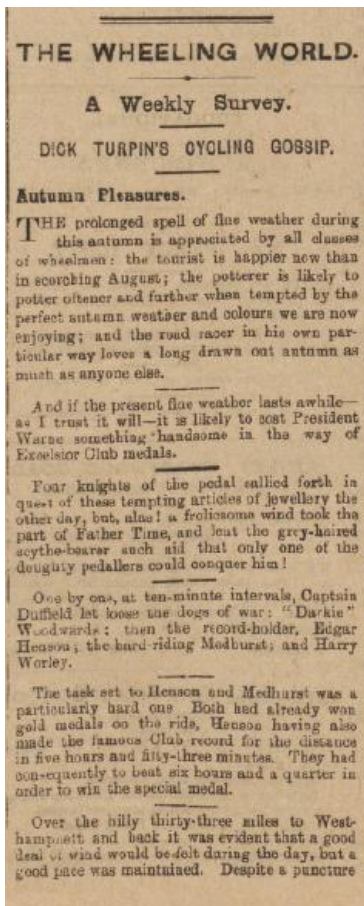 THE WHEELING WORLD.
A Weekly Survey.
DICK TURPIN'S CYCLING GOSSIP.
Autumn Pleasures.
THE prolonged spell of fine weather during
this autumn is appreciated by all classes
of wheelmen: the tourist is happier now than
in scorching August; the potterer is likely to
potter oftener and further when tempted by the
perfect autumn weather and colours we are now
enjoying; and the road racer in his own par-
ticular way loves a long drawn out autumn as
much as anyone else.
And if the present fine weather lasts awhile—
as I trust it will—it is likely to cost President
Warne something handsome in the way of
Excelsior Club medals.
Four knights of the pedal sallied forth in
quest of these tempting articles of jewellery the
other day, but, alas! a frolicsome wind took the
part of Father Time, and lent the grey-haired
scythe-bearer such aid that only one of the
doughty pedallers could conquer him!
One by one, at ten-minute intervals, Captain
Duffield let loose the dogs of war: "Darkie"
Woodwards; then the record-holder, Edgar
Henson; the hard-riding Medhurst; and Harry
Worley.
The task set to Henson and Medhurst was a
particularly hard one Both had already won
gold medals on the ride, Henson having also
made the famous Club record for the distance
in five hours and fifty-three minutes. They had
consequently to beat six hours and a quarter in
order to win the special medal.
Over the hilly thirty-three miles to West-
hampnett and back it was evident that a good
deal of wind would be felt during the day, but a
good pace was maintained. Despite a puncture